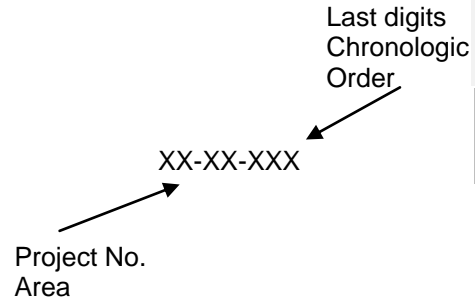 Last digits
Chronologic
Order
XX-XX-XXX
Project No.
Area